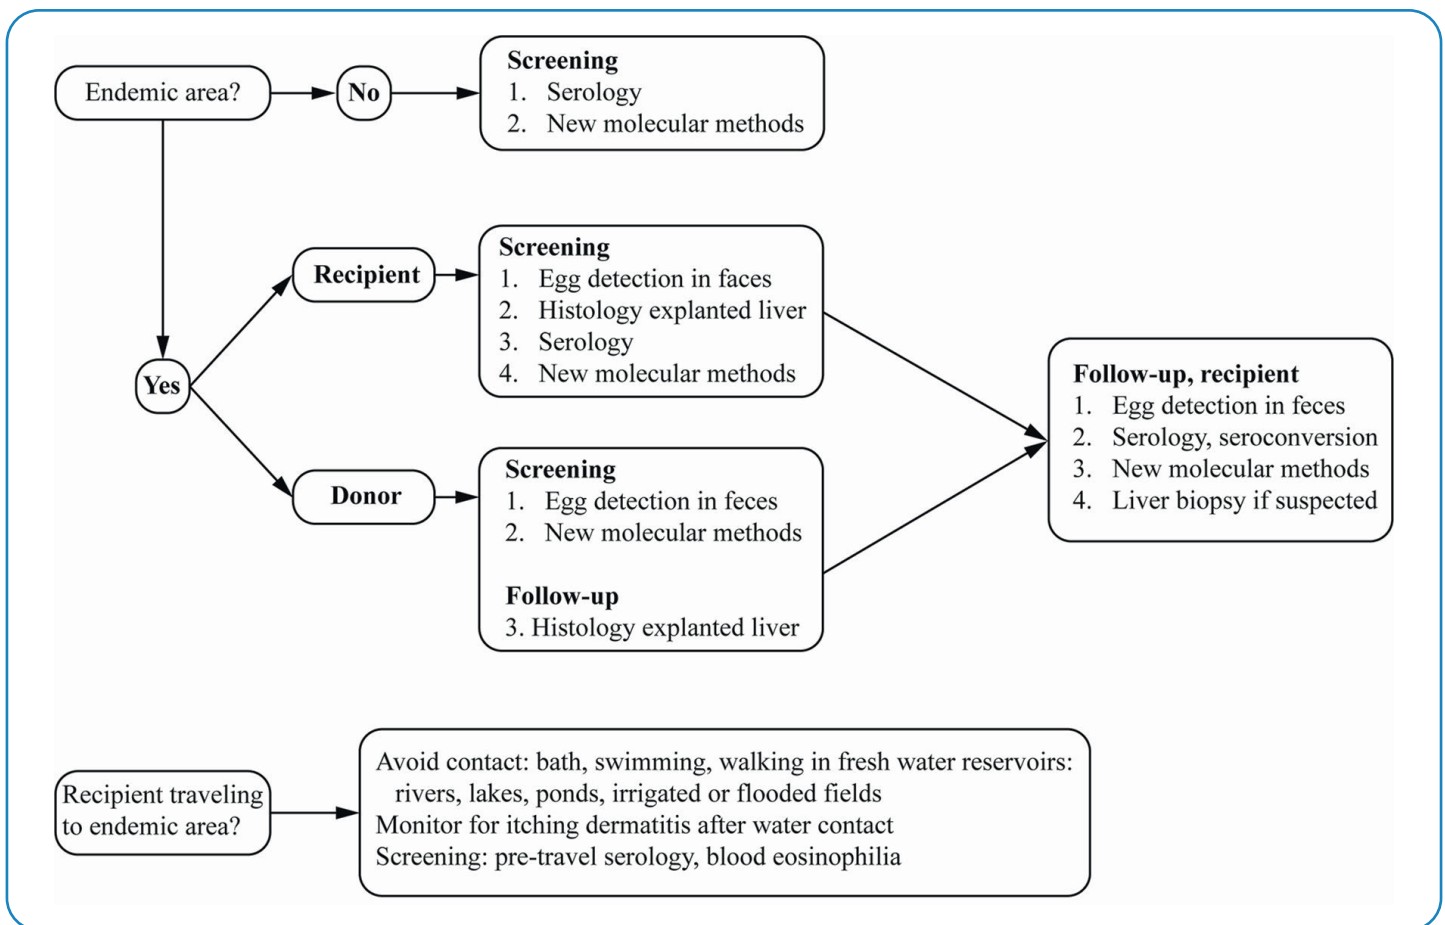 Endemic area?
No
Screening
1. Serology
2. New molecular methods
Yes
Recipient
Screening
1. Egg detection in faces
2. Histology explanted liver
3. Serology
4. New molecular methods
Donor
Screening
1. Egg detection in feces
2. New molecular methods
Follow-up
3. Histology explanted liver
Follow-up, recipient
1. Egg detection in feces
2. Serology, seroconversion
3. New molecular methods
4. Liver biopsy if suspected
Recipient traveling
to endemic area?
Avoid contact: bath, swimming, walking in fresh water reservoirs:
rivers, lakes, ponds, irrigated or flooded fields
Monitor for itching dermatitis after water contact
Screening: pre-travel serology, blood eosinophilia